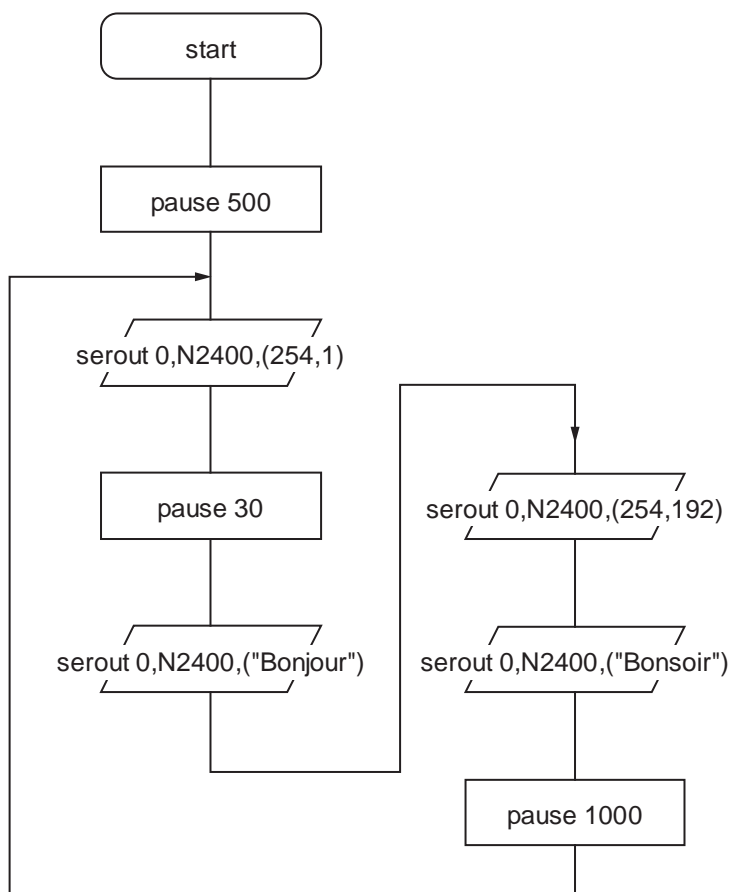 start
pause 500
serout 0,N2400,(254,1)
pause 30
serout 0,N2400,("Bonjour")
serout 0,N2400,(254,192)
serout 0,N2400,("Bonsoir")
pause 1000